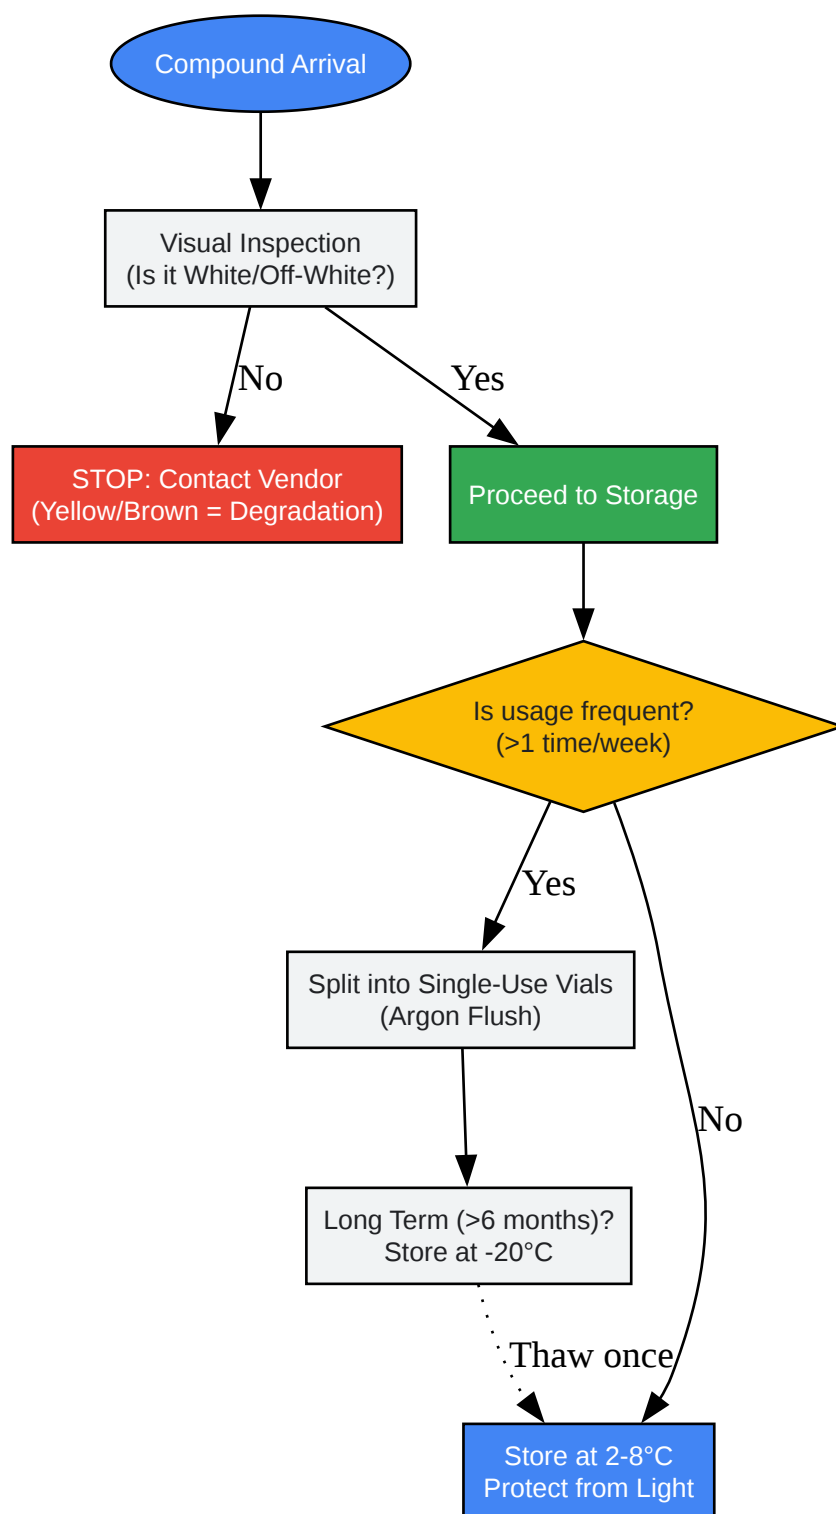 Compound Arrival
Visual Inspection
(Is it White/Off-White?)
No
Yes
STOP: Contact Vendor
(Yellow/Brown = Degradation)
Proceed to Storage
Is usage frequent?
(>1 time/week)
Yes
Split into Single-Use Vials
(Argon Flush)
No
Long Term (>6 months)?
Store at -20°C
Thaw once
Store at 2-8°C
Protect from Light